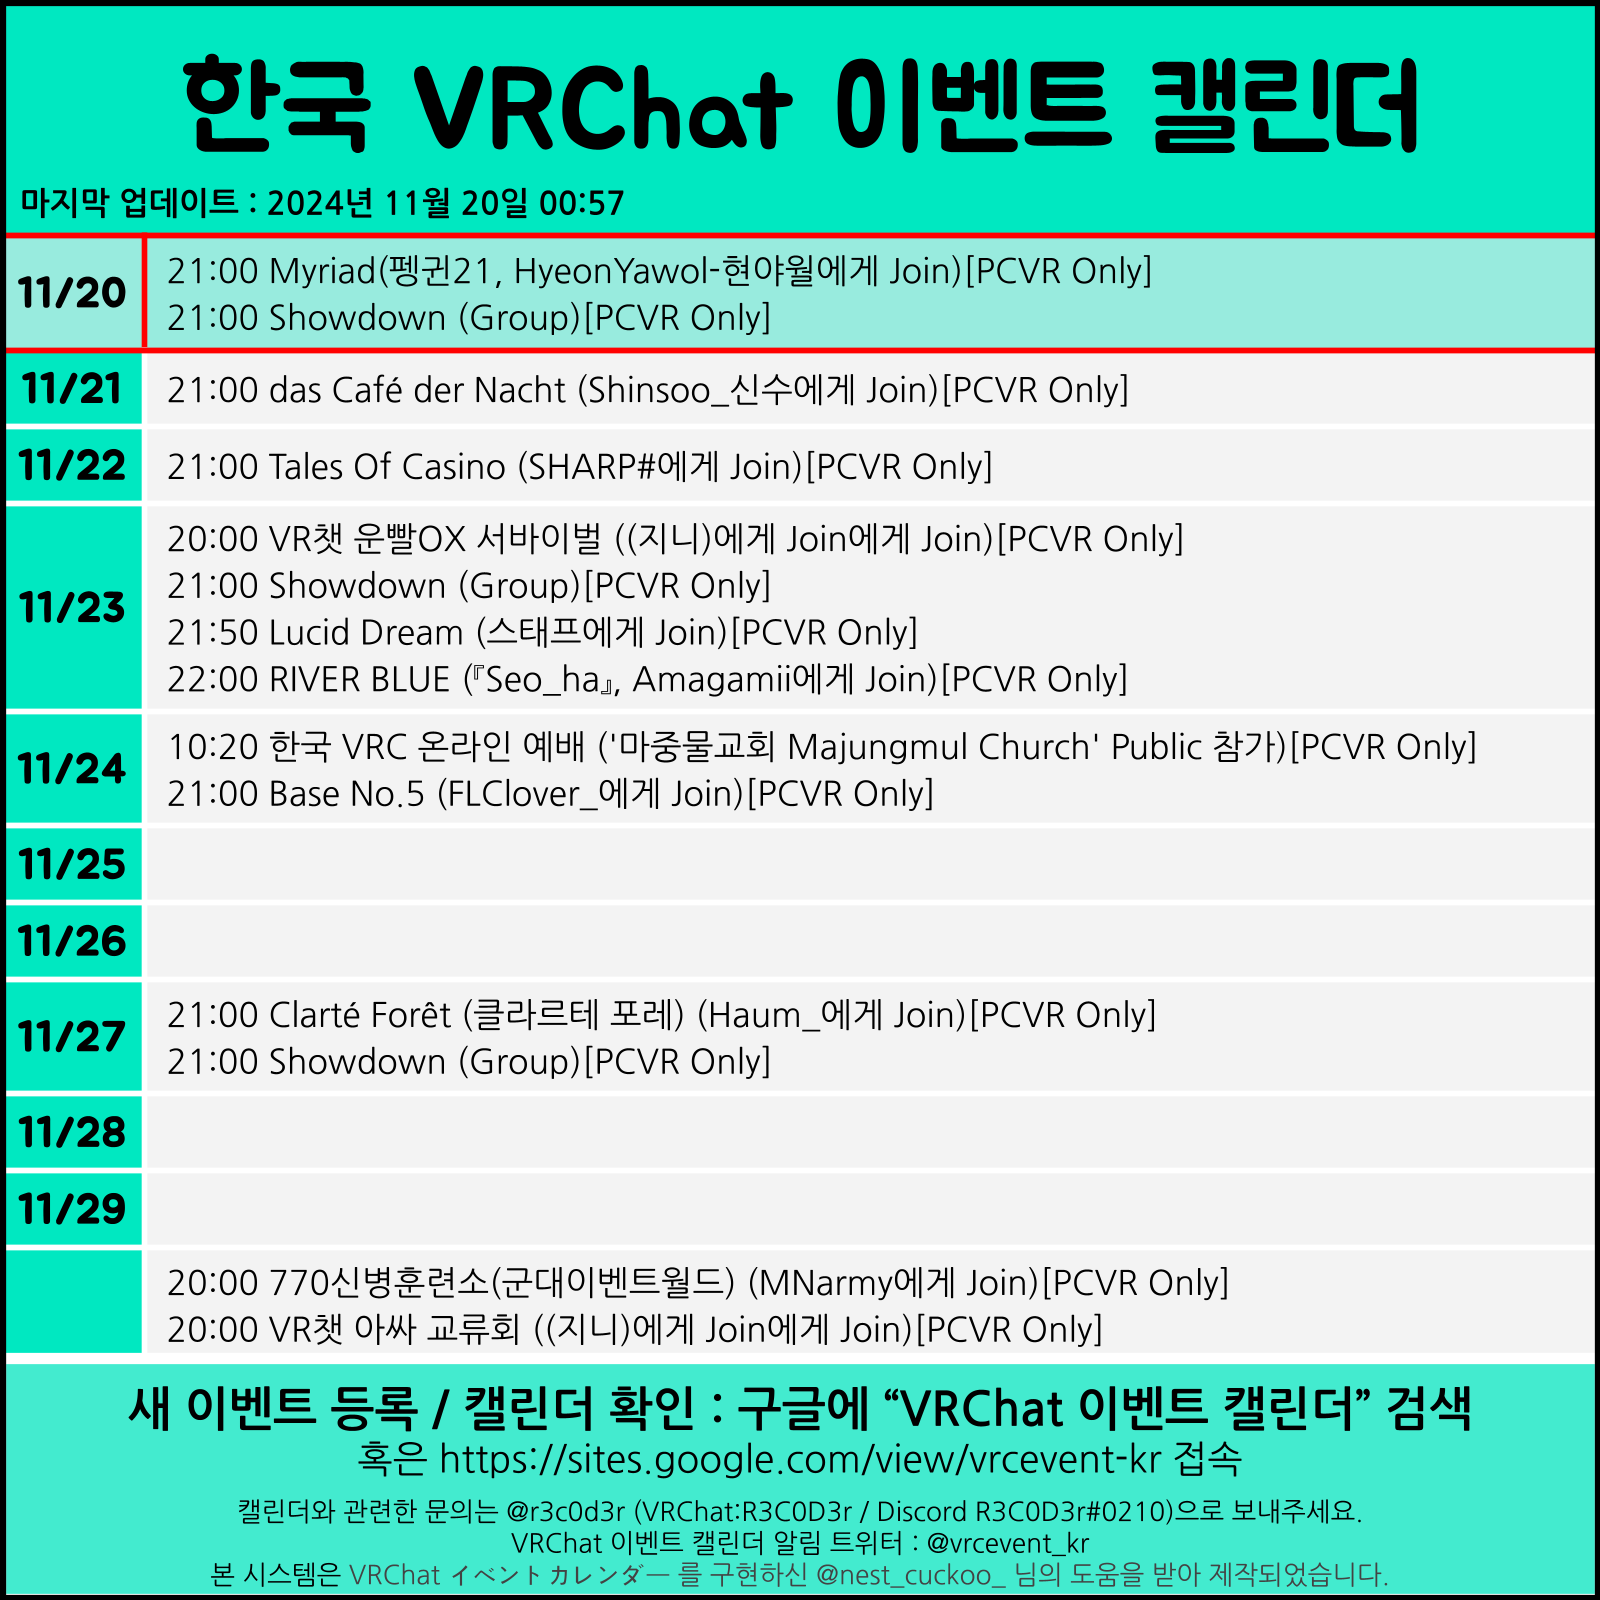 한국 VRChat 이벤트 캘린더
마지막 업데이트 : 2024년 11월 20일 00:57
11/20
21:00 Myriad(펭귄21, HyeonYawol-현야월에게 Join)[PCVR Only]
21:00 Showdown (Group)[PCVR Only]
11/21
21:00 das Café der Nacht (Shinsoo_신수에게 Join)[PCVR Only]
11/22
21:00 Tales Of Casino (SHARP#에게 Join)[PCVR Only]
11/23
20:00 VR챗 운빨OX 서바이벌 ((지니)에게 Join에게 Join)[PCVR Only]
21:00 Showdown (Group)[PCVR Only]
21:50 Lucid Dream (스태프에게 Join)[PCVR Only]
22:00 RIVER BLUE (『Seo_ha』, Amagamii에게 Join)[PCVR Only]
11/24
10:20 한국 VRC 온라인 예배 ('마중물교회 Majungmul Church' Public 참가)[PCVR Only]
21:00 Base No.5 (FLClover_에게 Join)[PCVR Only]
11/25
11/26
11/27
21:00 Clarté Forêt (클라르테 포레) (Haum_에게 Join)[PCVR Only]
21:00 Showdown (Group)[PCVR Only]
11/28
11/29
20:00 770신병훈련소(군대이벤트월드) (MNarmy에게 Join)[PCVR Only]
20:00 VR챗 아싸 교류회 ((지니)에게 Join에게 Join)[PCVR Only]
새 이벤트 등록 / 캘린더 확인 : 구글에 “VRChat 이벤트 캘린더” 검색
혹은 https://sites.google.com/view/vrcevent-kr 접속
캘린더와 관련한 문의는 @r3c0d3r (VRChat:R3C0D3r / Discord R3C0D3r#0210)으로 보내주세요.
VRChat 이벤트 캘린더 알림 트위터 : @vrcevent_kr
본 시스템은 VRChat イベントカレンダー 를 구현하신 @nest_cuckoo_ 님의 도움을 받아 제작되었습니다.